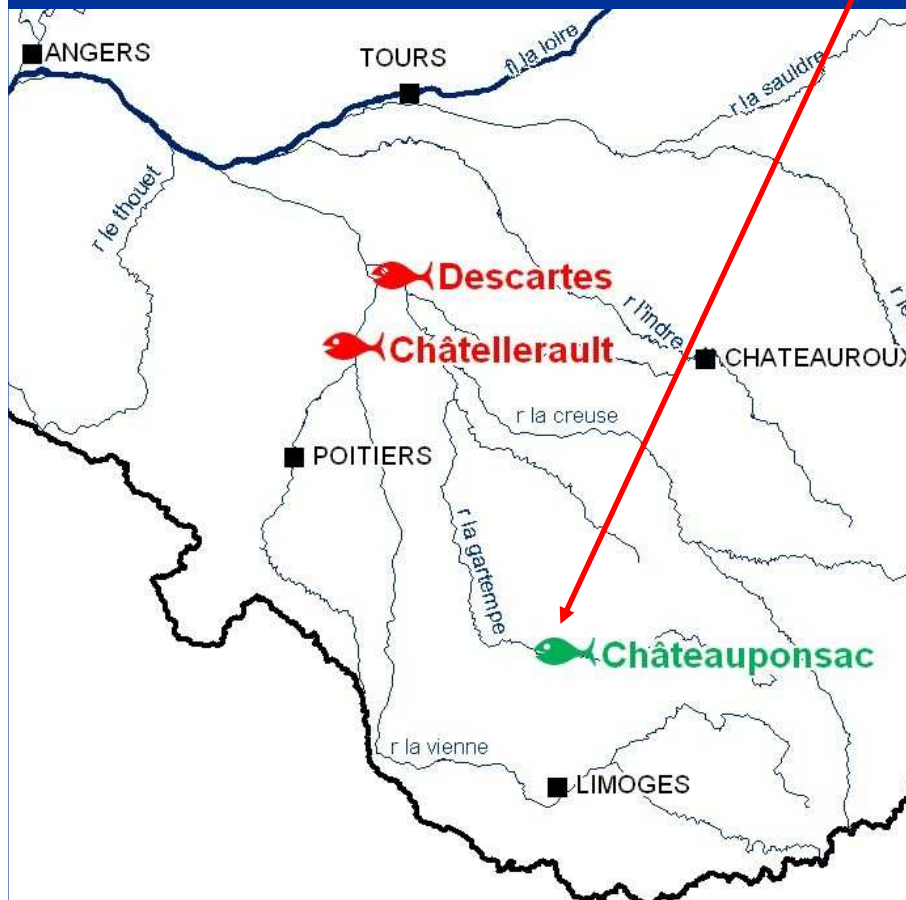 ANGERS
TOURS
fl la loire
r la sauldre
r le thouet
Descartes
r l'indre
r le
Châtellerault
CHATEAUROUX
r la creuse
POITIERS
r la gartempe
Châteauponsac
r la vienne
LIMOGES